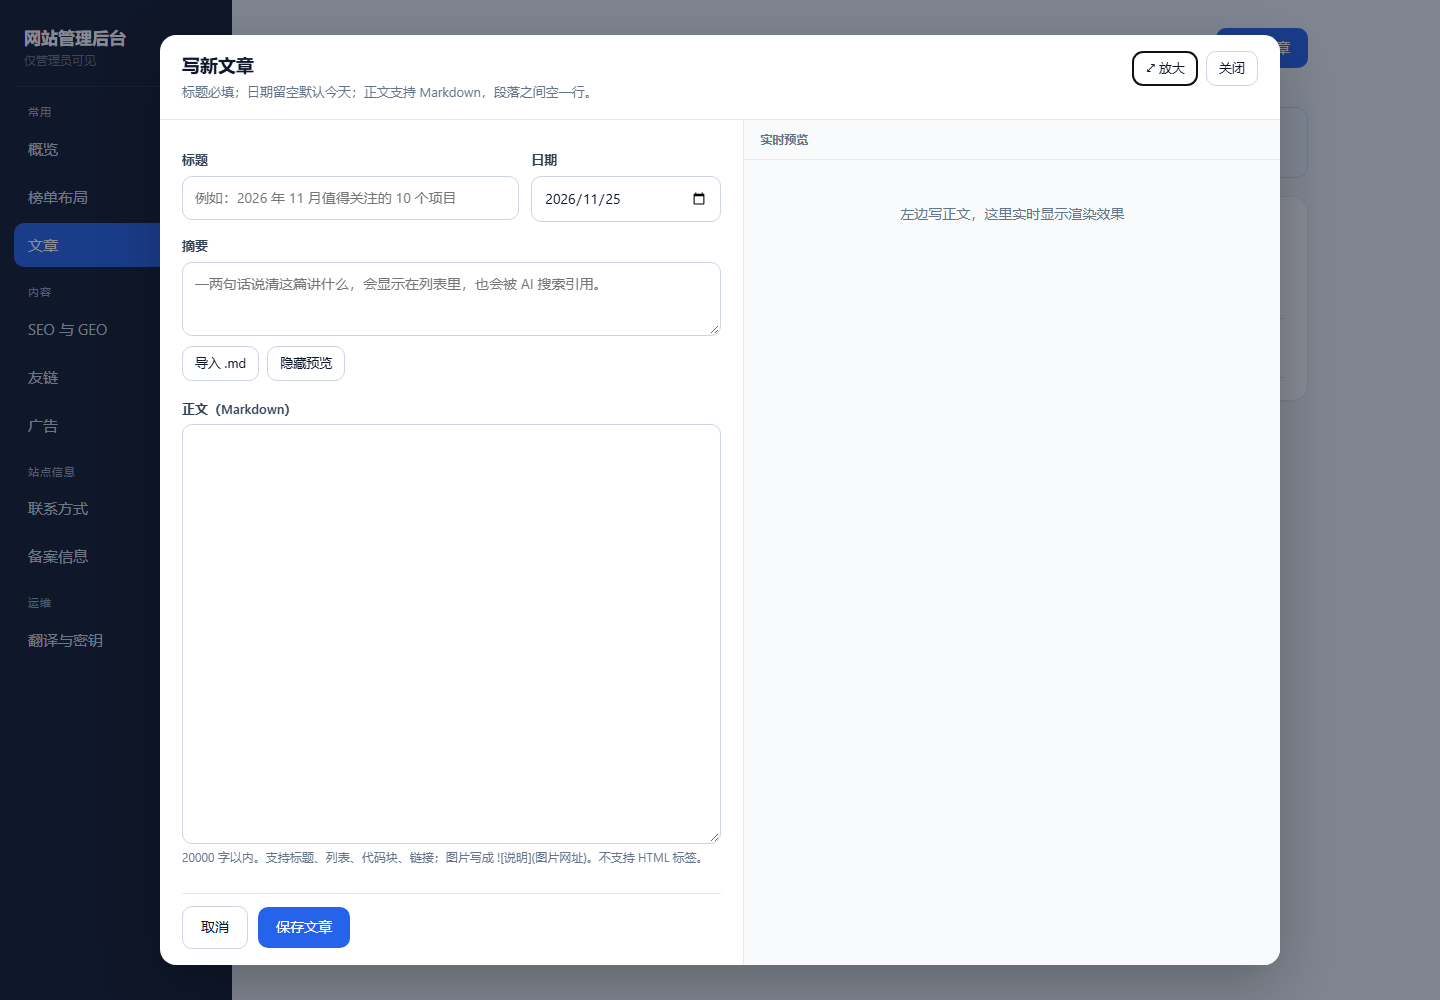 网站管理后台
仅管理员可见
常用
概览
榜单布局
文章
内容
SEO 与 GEO
友链
广告
站点信息
联系方式
备案信息
运维
翻译与密钥
章
写新文章
标题必填；日期留空默认今天；正文支持 Markdown，段落之间空一行。
⤢ 放大
关闭
标题
日期
例如：2026 年 11 月值得关注的 10 个项目
2026/11/25
摘要
一两句话说清这篇讲什么，会显示在列表里，也会被 AI 搜索引用。
导入 .md
隐藏预览
正文（Markdown）
20000 字以内。支持标题、列表、代码块、链接；图片写成 ![说明](图片网址)。不支持 HTML 标签。
取消
保存文章
实时预览
左边写正文，这里实时显示渲染效果